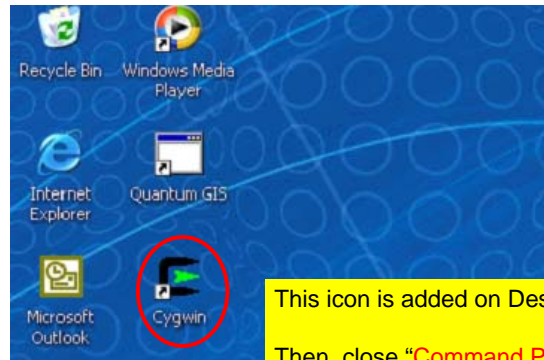 Recycle Bin
Windows Media
Player
Internet
Explorer
Quantum GIS
Microsoft
Outlook
Cygwin
This icon is added on Des
Then, close “Command P